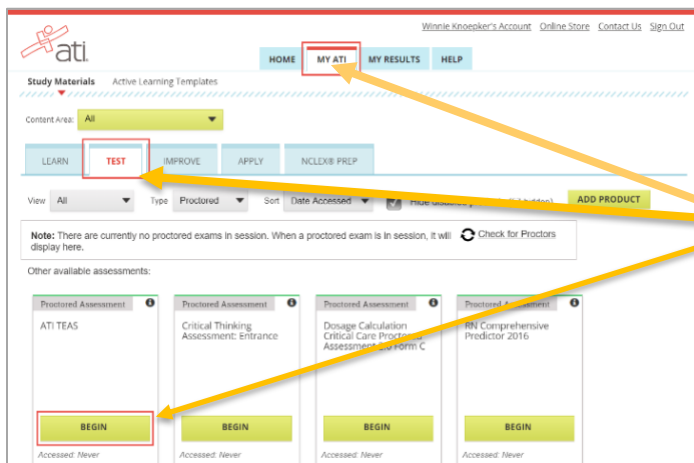 Winnie Knoepker's Account Online Store Contact Us Sign Out
ati
HOME MY ATI MY RESULTS HELP
Study Materials Active Learning Templates
Content Area: All
LEARN TEST IMPROVE APPLY NCLEX® PREP
View All Type Proctored Sort Date Accessed Hide ADD PRODUCT
Note: There are currently no proctored exams in session. When a proctored exam is in session, it will
display here.
Check for Proctors
Other available assessments:
Proctored Assessment
ATI TEAS
BEGIN
Accessed: Never
Proctored Assessment
Critical Thinking
Assessment: Entrance
BEGIN
Accessed: Never
Proctored Assessment
Dosage Calculation
Critical Care Proctored
Assessment Form C
BEGIN
Accessed: Never
Proctored Assessment
RN Comprehensive
Predictor 2016
BEGIN
Accessed: Never